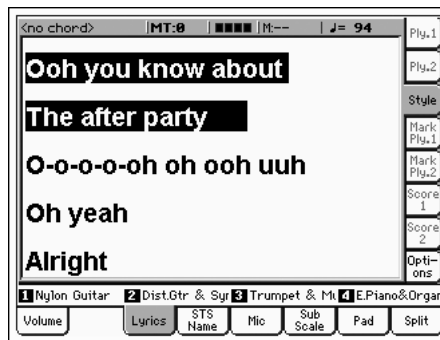 <no chord> MT:0 M:-- ♩= 94
Ply.1
Ply.2
Style
Mark
Ply.1
Mark
Ply.2
Score
1
Score
2
Opti-
ons
Ooh you know about
The after party
O-o-o-o-oh oh ooh uuh
Oh yeah
Alright
1 Nylon Guitar 2 Dist.Gtr & Syr 3 Trumpet & Mu 4 E.Piano&Organ
Volume Lyrics STS Name Mic Sub Scale Pad Split